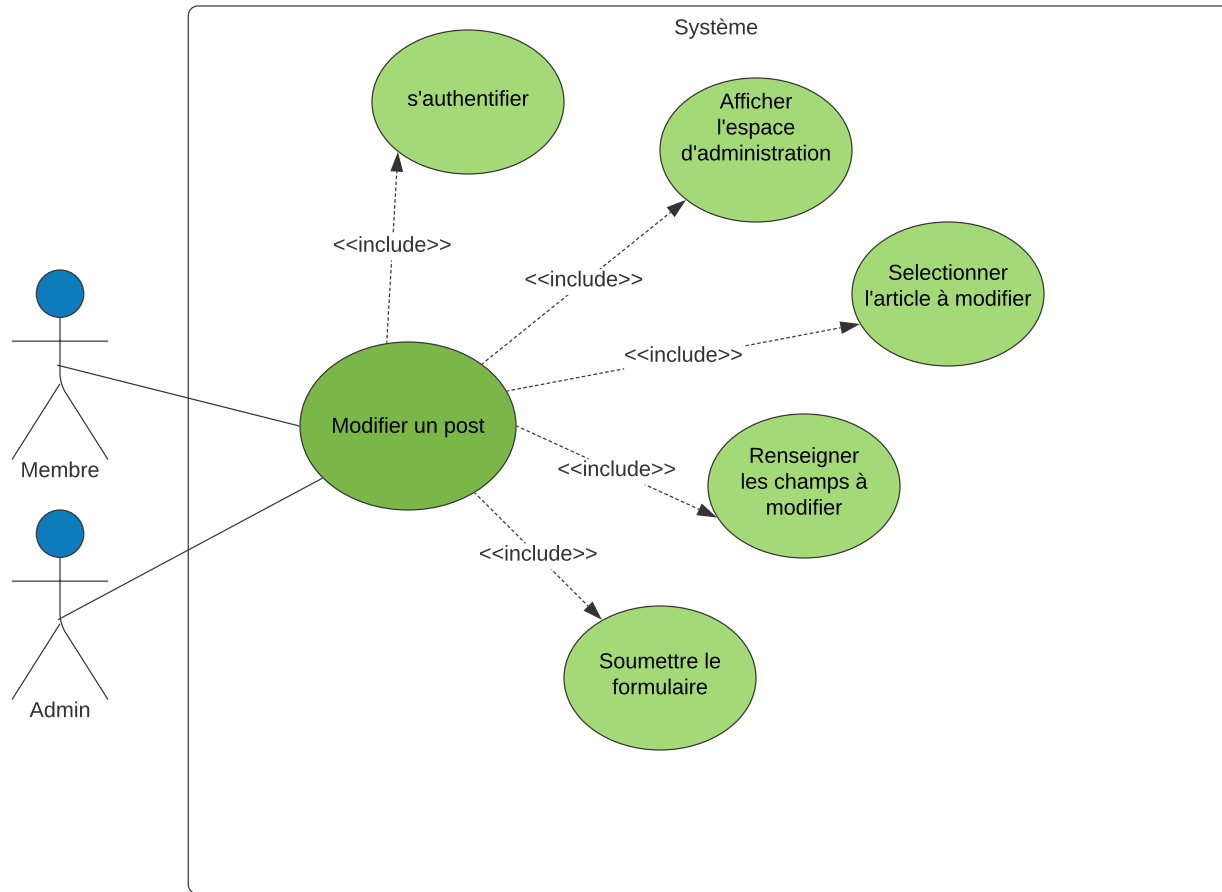 Système
s'authentifier
Afficher
l'espace
d'administration
<<include>>
<<include>>
Selectionner
l'article à modifier
<<include>>
Modifier un post
Membre
<<include>>
Renseigner
les champs à
modifier
<<include>>
Soumettre le
formulaire
Admin